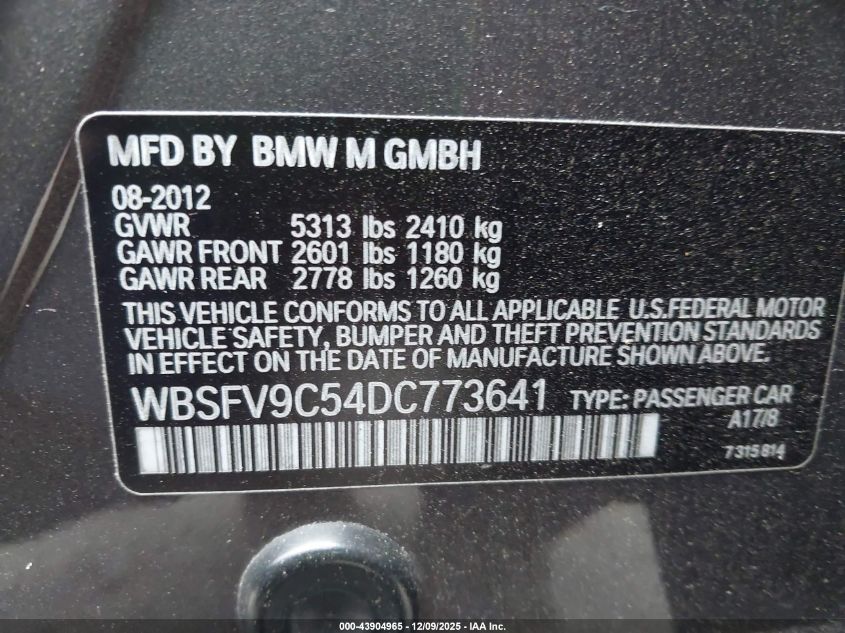 MFD BY BMW M GMBH
08-2012
GVWR 5313 lbs 2410 kg
GAWR FRONT 2601 lbs 1180 kg
GAWR REAR 2778 lbs 1260 kg
THIS VEHICLE CONFORMS TO ALL APPLICABLE U.S.FEDERAL MOTOR
VEHICLE SAFETY, BUMPER AND THEFT PREVENTION STANDARDS
IN EFFECT ON THE DATE OF MANUFACTURE SHOWN ABOVE.
WBSFV9C54DC773641 TYPE: PASSENGER CAR
A17/8
7 315 814
000-43904965 - 12/09/2025 - IAA Inc.